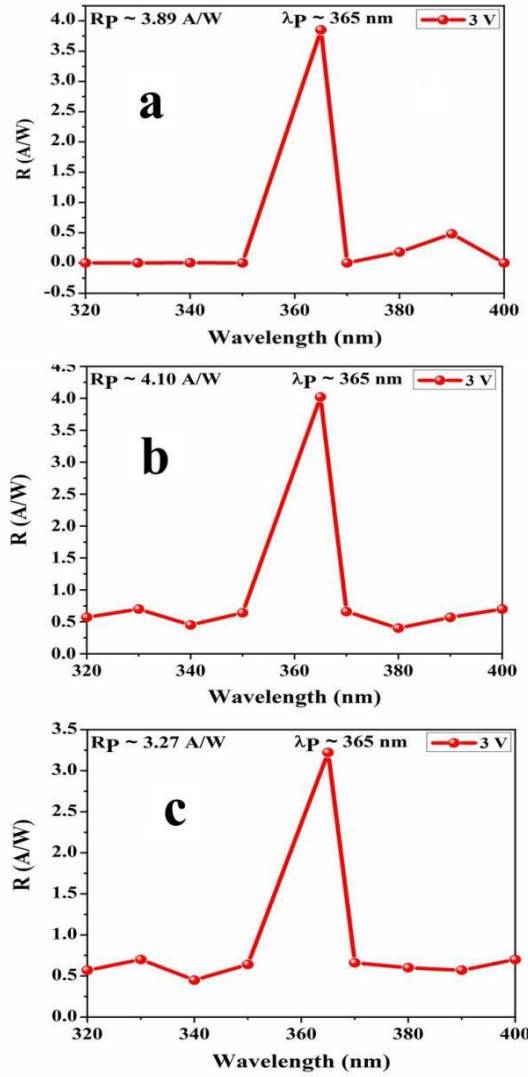 RP ~ 3.89 A/W λP ~ 365 nm 3 V
4.0
3.5
3.0
2.5
2.0
1.5
1.0
0.5
0.0
-0.5
R (A/W)
a
320 340 360 380 400
Wavelength (nm)
RP ~ 4.10 A/W λP ~ 365 nm 3 V
4.5
4.0
3.5
3.0
2.5
2.0
1.5
1.0
0.5
0.0
R (A/W)
b
320 340 360 380 400
Wavelength (nm)
RP ~ 3.27 A/W λP ~ 365 nm 3 V
3.5
3.0
2.5
2.0
1.5
1.0
0.5
0.0
R (A/W)
c
320 340 360 380 400
Wavelength (nm)